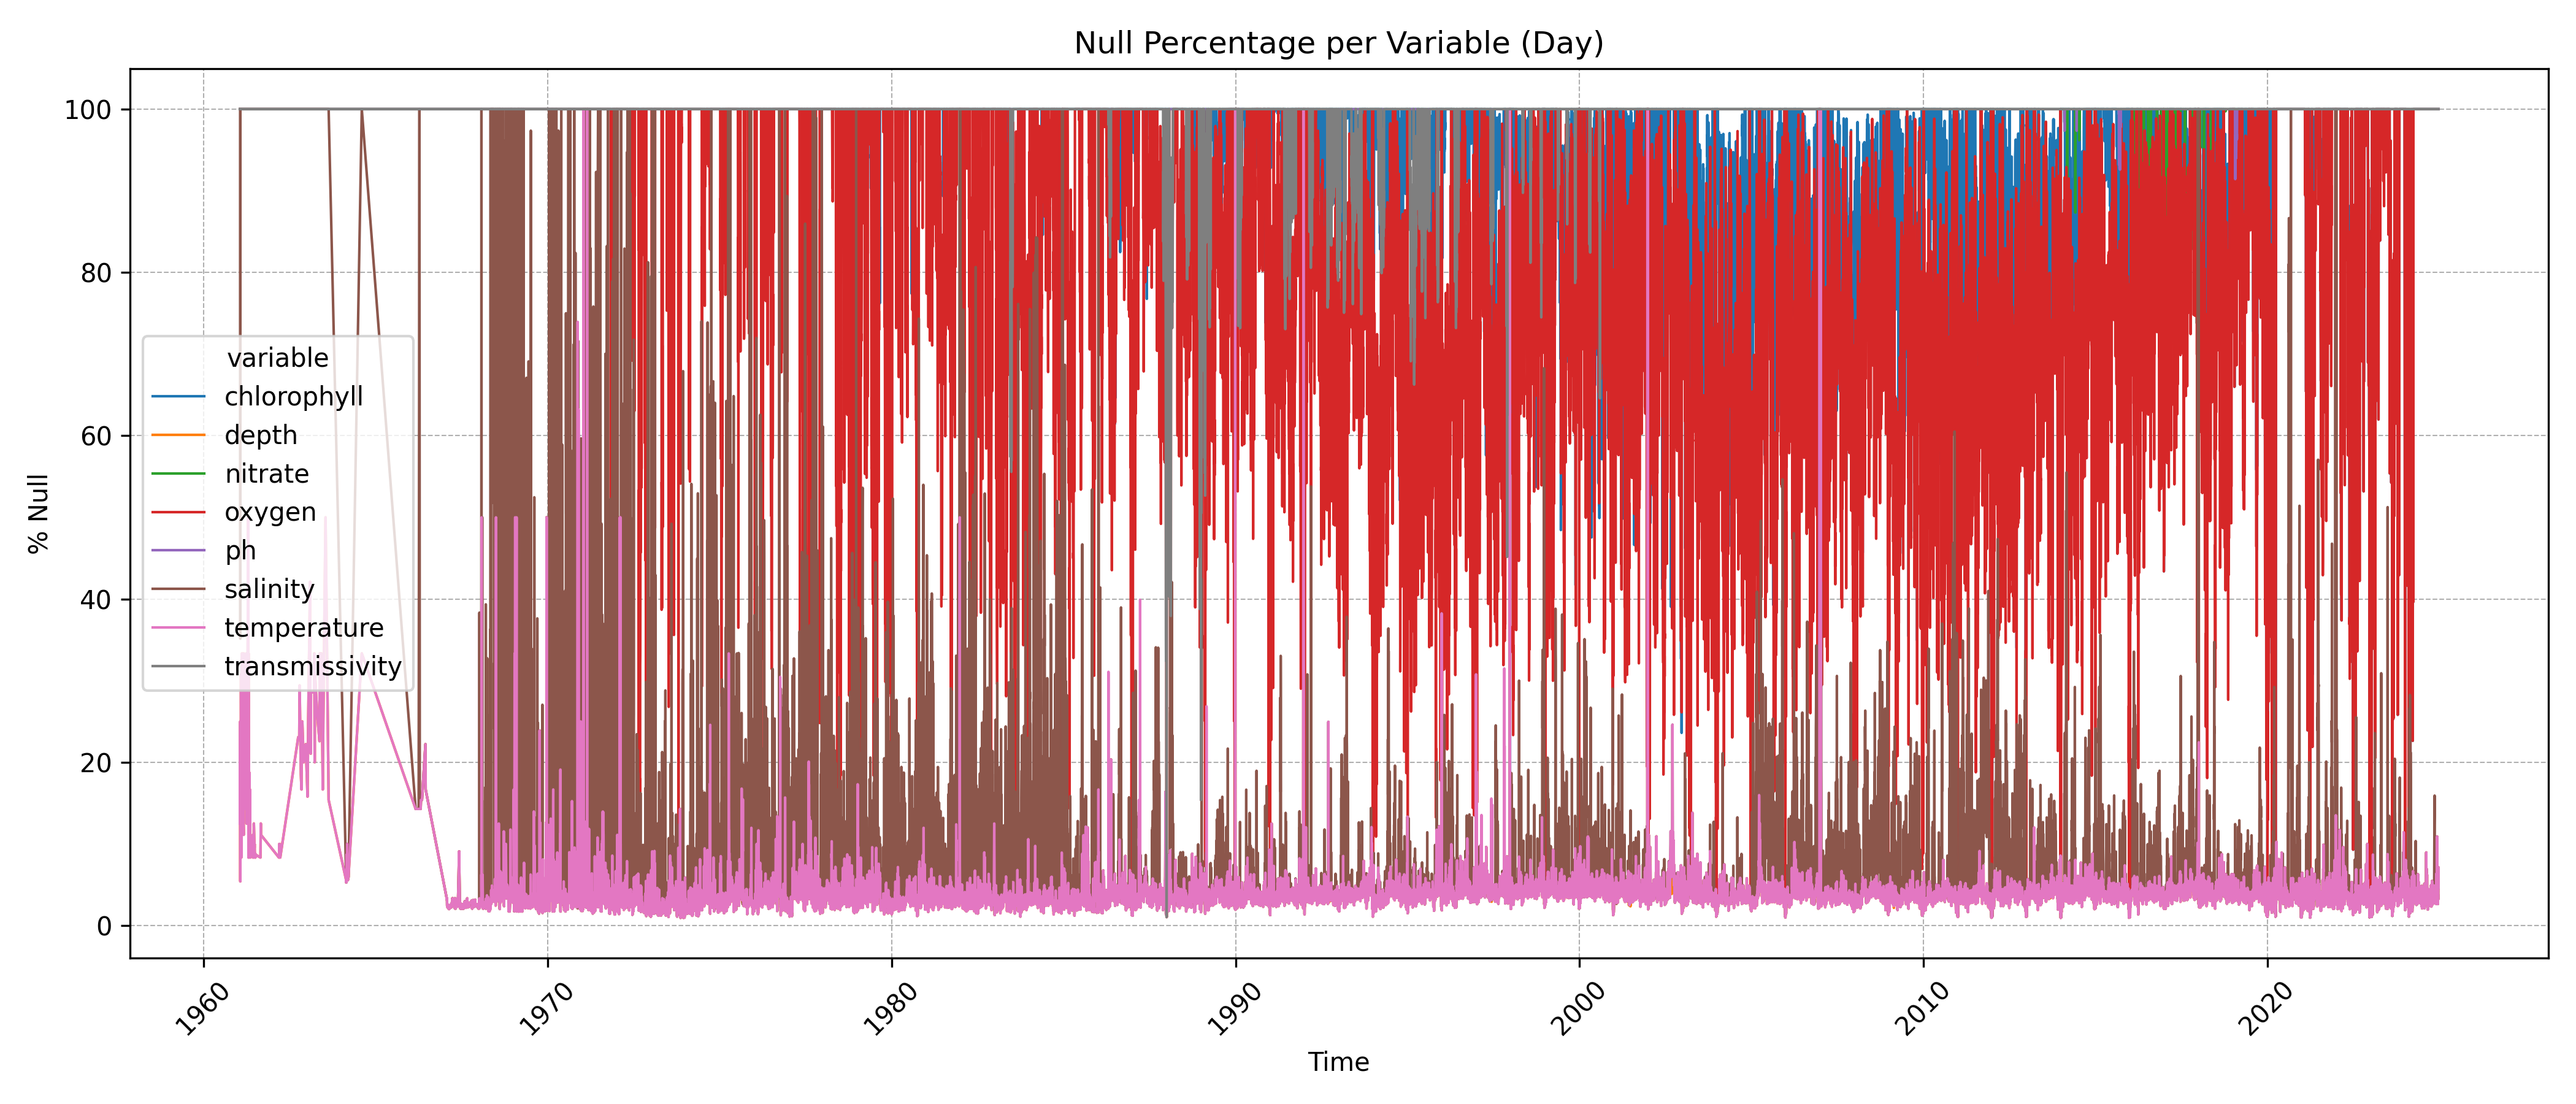 Null Percentage per Variable (Day)
100
80
60
40
20
0
% Null
variable
chlorophyll
depth
nitrate
oxygen
ph
salinity
temperature
transmissivity
1960
1970
1980
1990
2000
2010
2020
Time